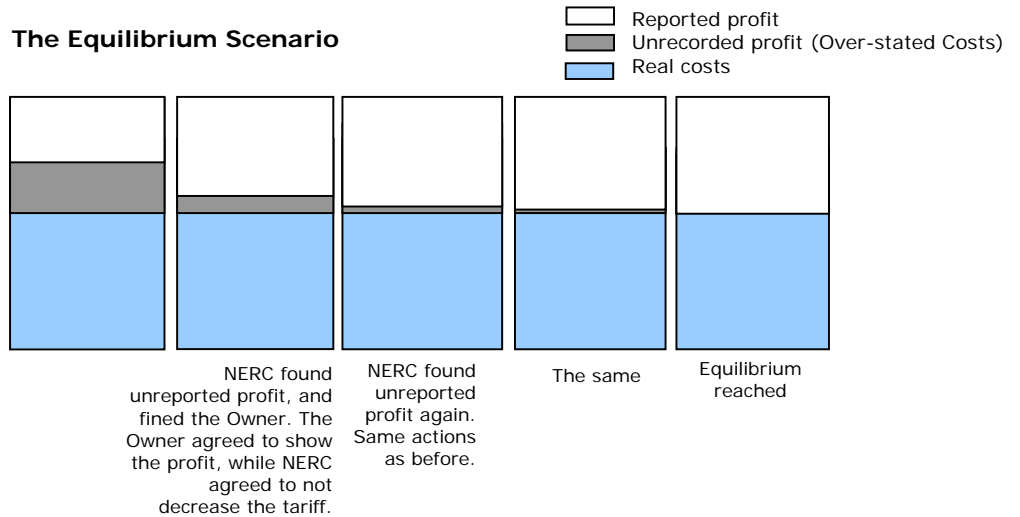 The Equilibrium Scenario
Reported profit
Unrecorded profit (Over-stated Costs)
Real costs
NERC found
unreported profit, and
fined the Owner. The
Owner agreed to show
the profit, while NERC
agreed to not
decrease the tariff.
NERC found
unreported
profit again.
Same actions
as before.
The same
Equilibrium
reached